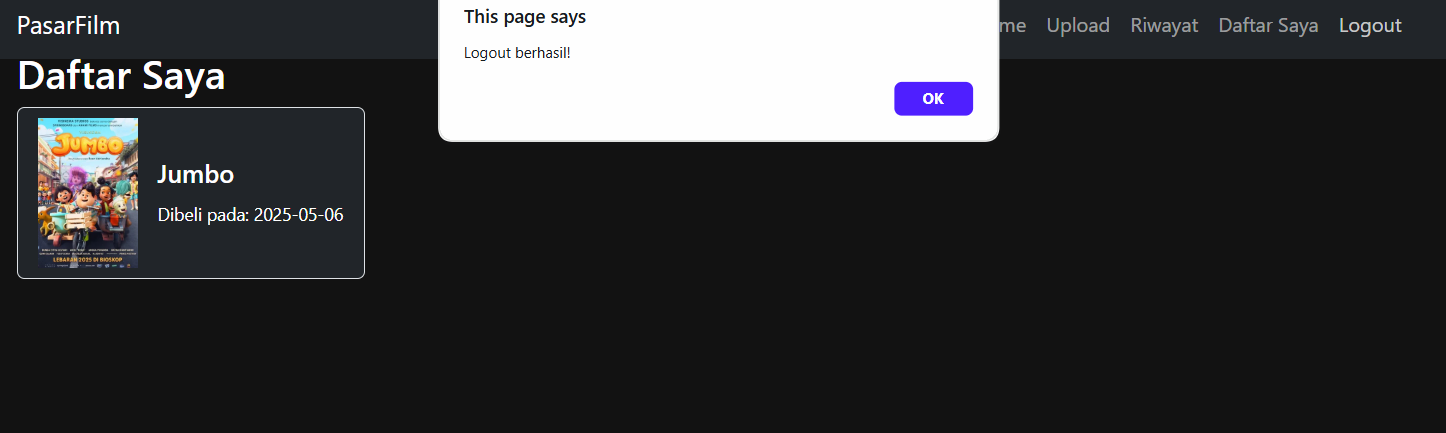 PasarFilm
This page says
Logout berhasil!
OK
me Upload Riwayat Daftar Saya Logout
Daftar Saya
JUMBO
LEBARAN 2025 DI BIOSKOP
Jumbo
Dibeli pada: 2025-05-06